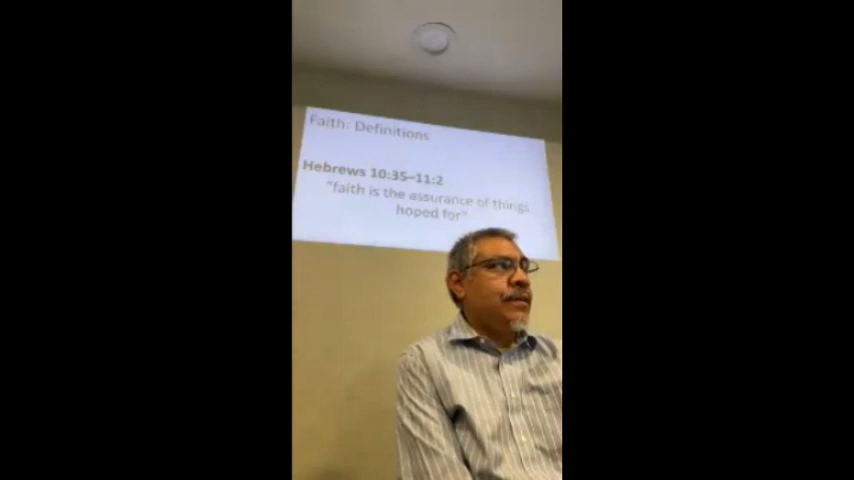 Faith: Definitions
Hebrews 10:35–11:2
"faith is the assurance of things
hoped for"